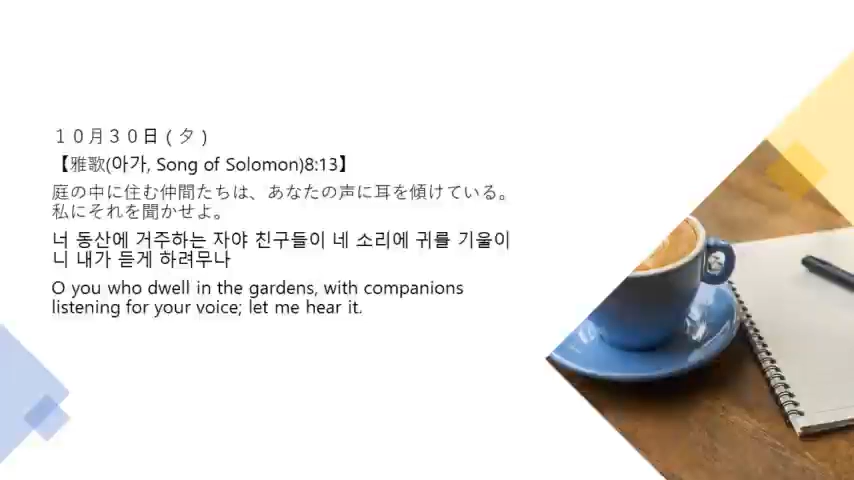 １０月３０日 ( 夕 )
【雅歌(아가, Song of Solomon)8:13】
庭の中に住む仲間たちは、あなたの声に耳を傾けている。
私にそれを聞かせよ。
너 동산에 거주하는 자야 친구들이 네 소리에 귀를 기울이
니 내가 듣게 하려무나
O you who dwell in the gardens, with companions
listening for your voice; let me hear it.